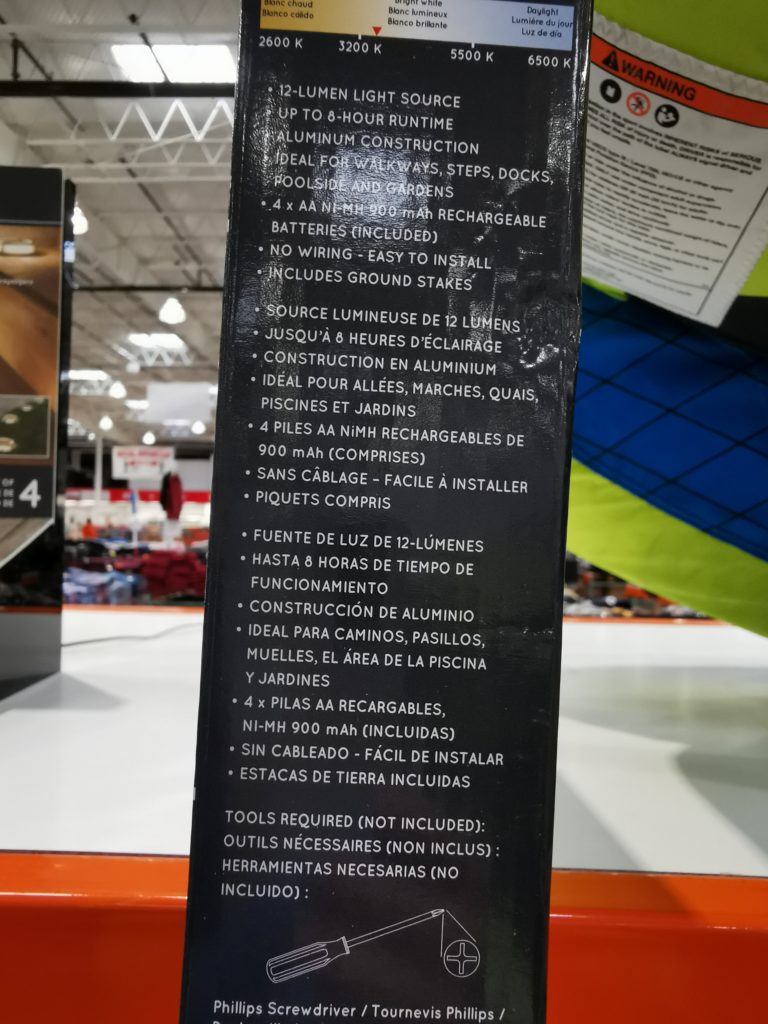 Blanc chaud
Blanco cálido
Bright white
Blanc lumineux
Blanco brillante
Daylight
Lumière du jour
Luz de día
2600 K
3200 K
5500 K
6500 K
• 12-LUMEN LIGHT SOURCE
• UP TO 8-HOUR RUNTIME
• ALUMINUM CONSTRUCTION
• IDEAL FOR WALKWAYS, STEPS, DOCKS,
POOLSIDE AND GARDENS
• 4 x AA NI-MH 900 mAh RECHARGEABLE
BATTERIES (INCLUDED)
• NO WIRING - EASY TO INSTALL
• INCLUDES GROUND STAKES
• SOURCE LUMINEUSE DE 12 LUMENS
• JUSQU'À 8 HEURES D'ÉCLAIRAGE
• CONSTRUCTION EN ALUMINIUM
• IDEAL POUR ALLÉES, MARCHES, QUAIS,
PISCINES ET JARDINS
• 4 PILES AA NiMH RECHARGEABLES DE
900 mAh (COMPRISES)
• SANS CÂBLAGE – FACILE À INSTALLER
• PIQUETS COMPRIS
• FUENTE DE LUZ DE 12-LÚMENES
• HASTA 8 HORAS DE TIEMPO DE
FUNCIONAMIENTO
• CONSTRUCCIÓN DE ALUMINIO
• IDEAL PARA CAMINOS, PASILLOS,
MUELLES, EL ÁREA DE LA PISCINA
Y JARDINES
• 4 x PILAS AA RECARGABLES,
NI-MH 900 mAh (INCLUIDAS)
• SIN CABLEADO - FÁCIL DE INSTALAR
• ESTACAS DE TIERRA INCLUIDAS
TOOLS REQUIRED (NOT INCLUDED):
OUTILS NÉCESSAIRES (NON INCLUS) :
HERRAMIENTAS NECESARIAS (NO
INCLUIDO) :
Phillips Screwdriver / Tournevis Phillips /
WARNING
OF
DE
DE
4